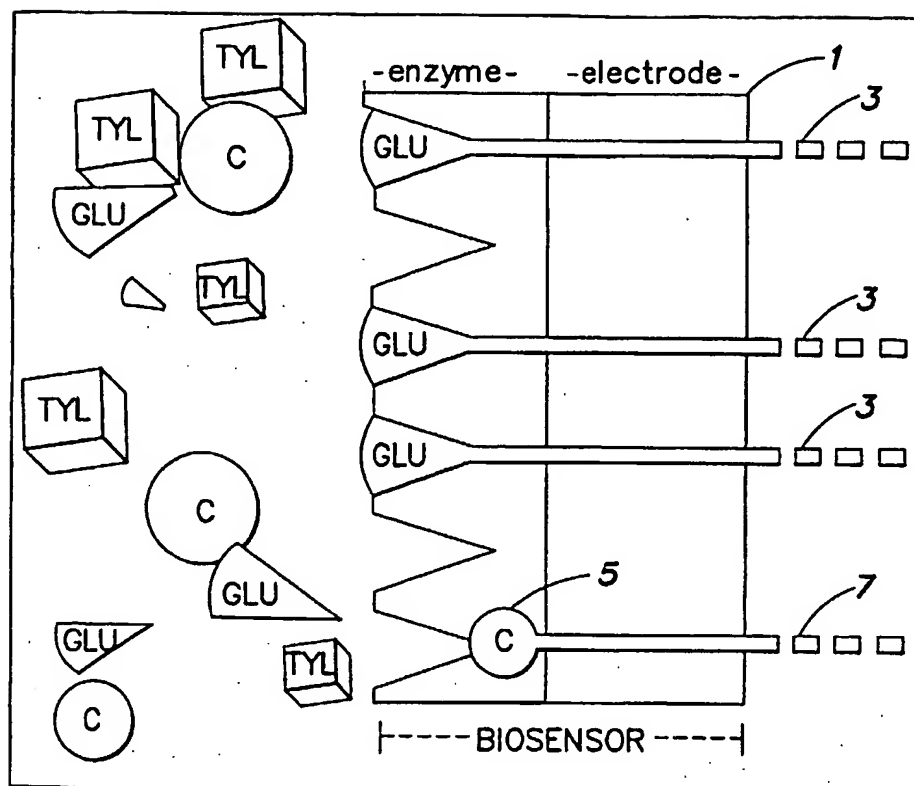 TYL
-enzyme- -electrode- 1
TYL
C
GLU
3
GLU
GLU
TYL
3
GLU
TYL
3
GLU
C
GLU
5
7
GLU
C
TYL
C
BIOSENSOR